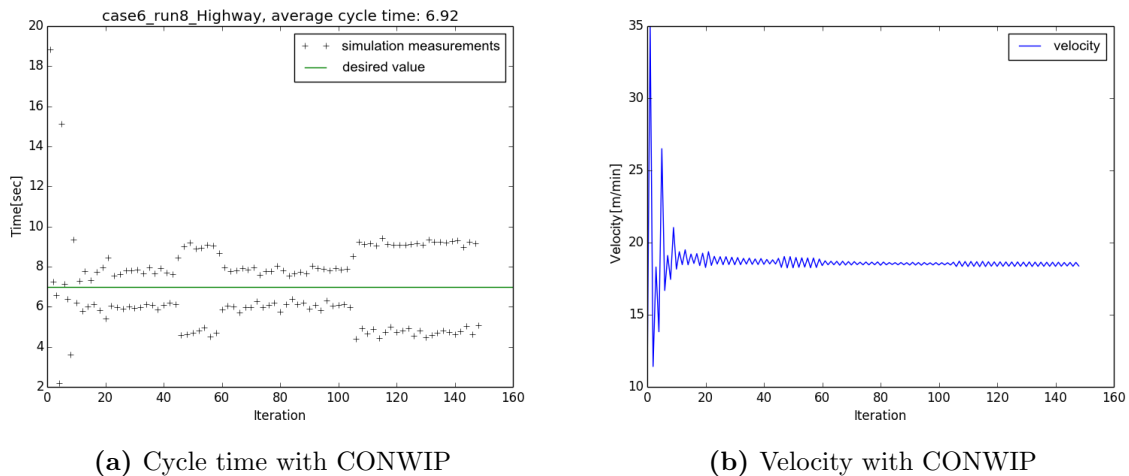 case6_run8_Highway, average cycle time: 6.92
20
18
16
14
12
10
8
6
4
2
Time[sec]
simulation measurements
desired value
0 20 40 60 80 100 120 140 160
Iteration
(a) Cycle time with CONWIP
35
30
25
20
15
10
Velocity[m/min]
velocity
0 20 40 60 80 100 120 140 160
Iteration
(b) Velocity with CONWIP